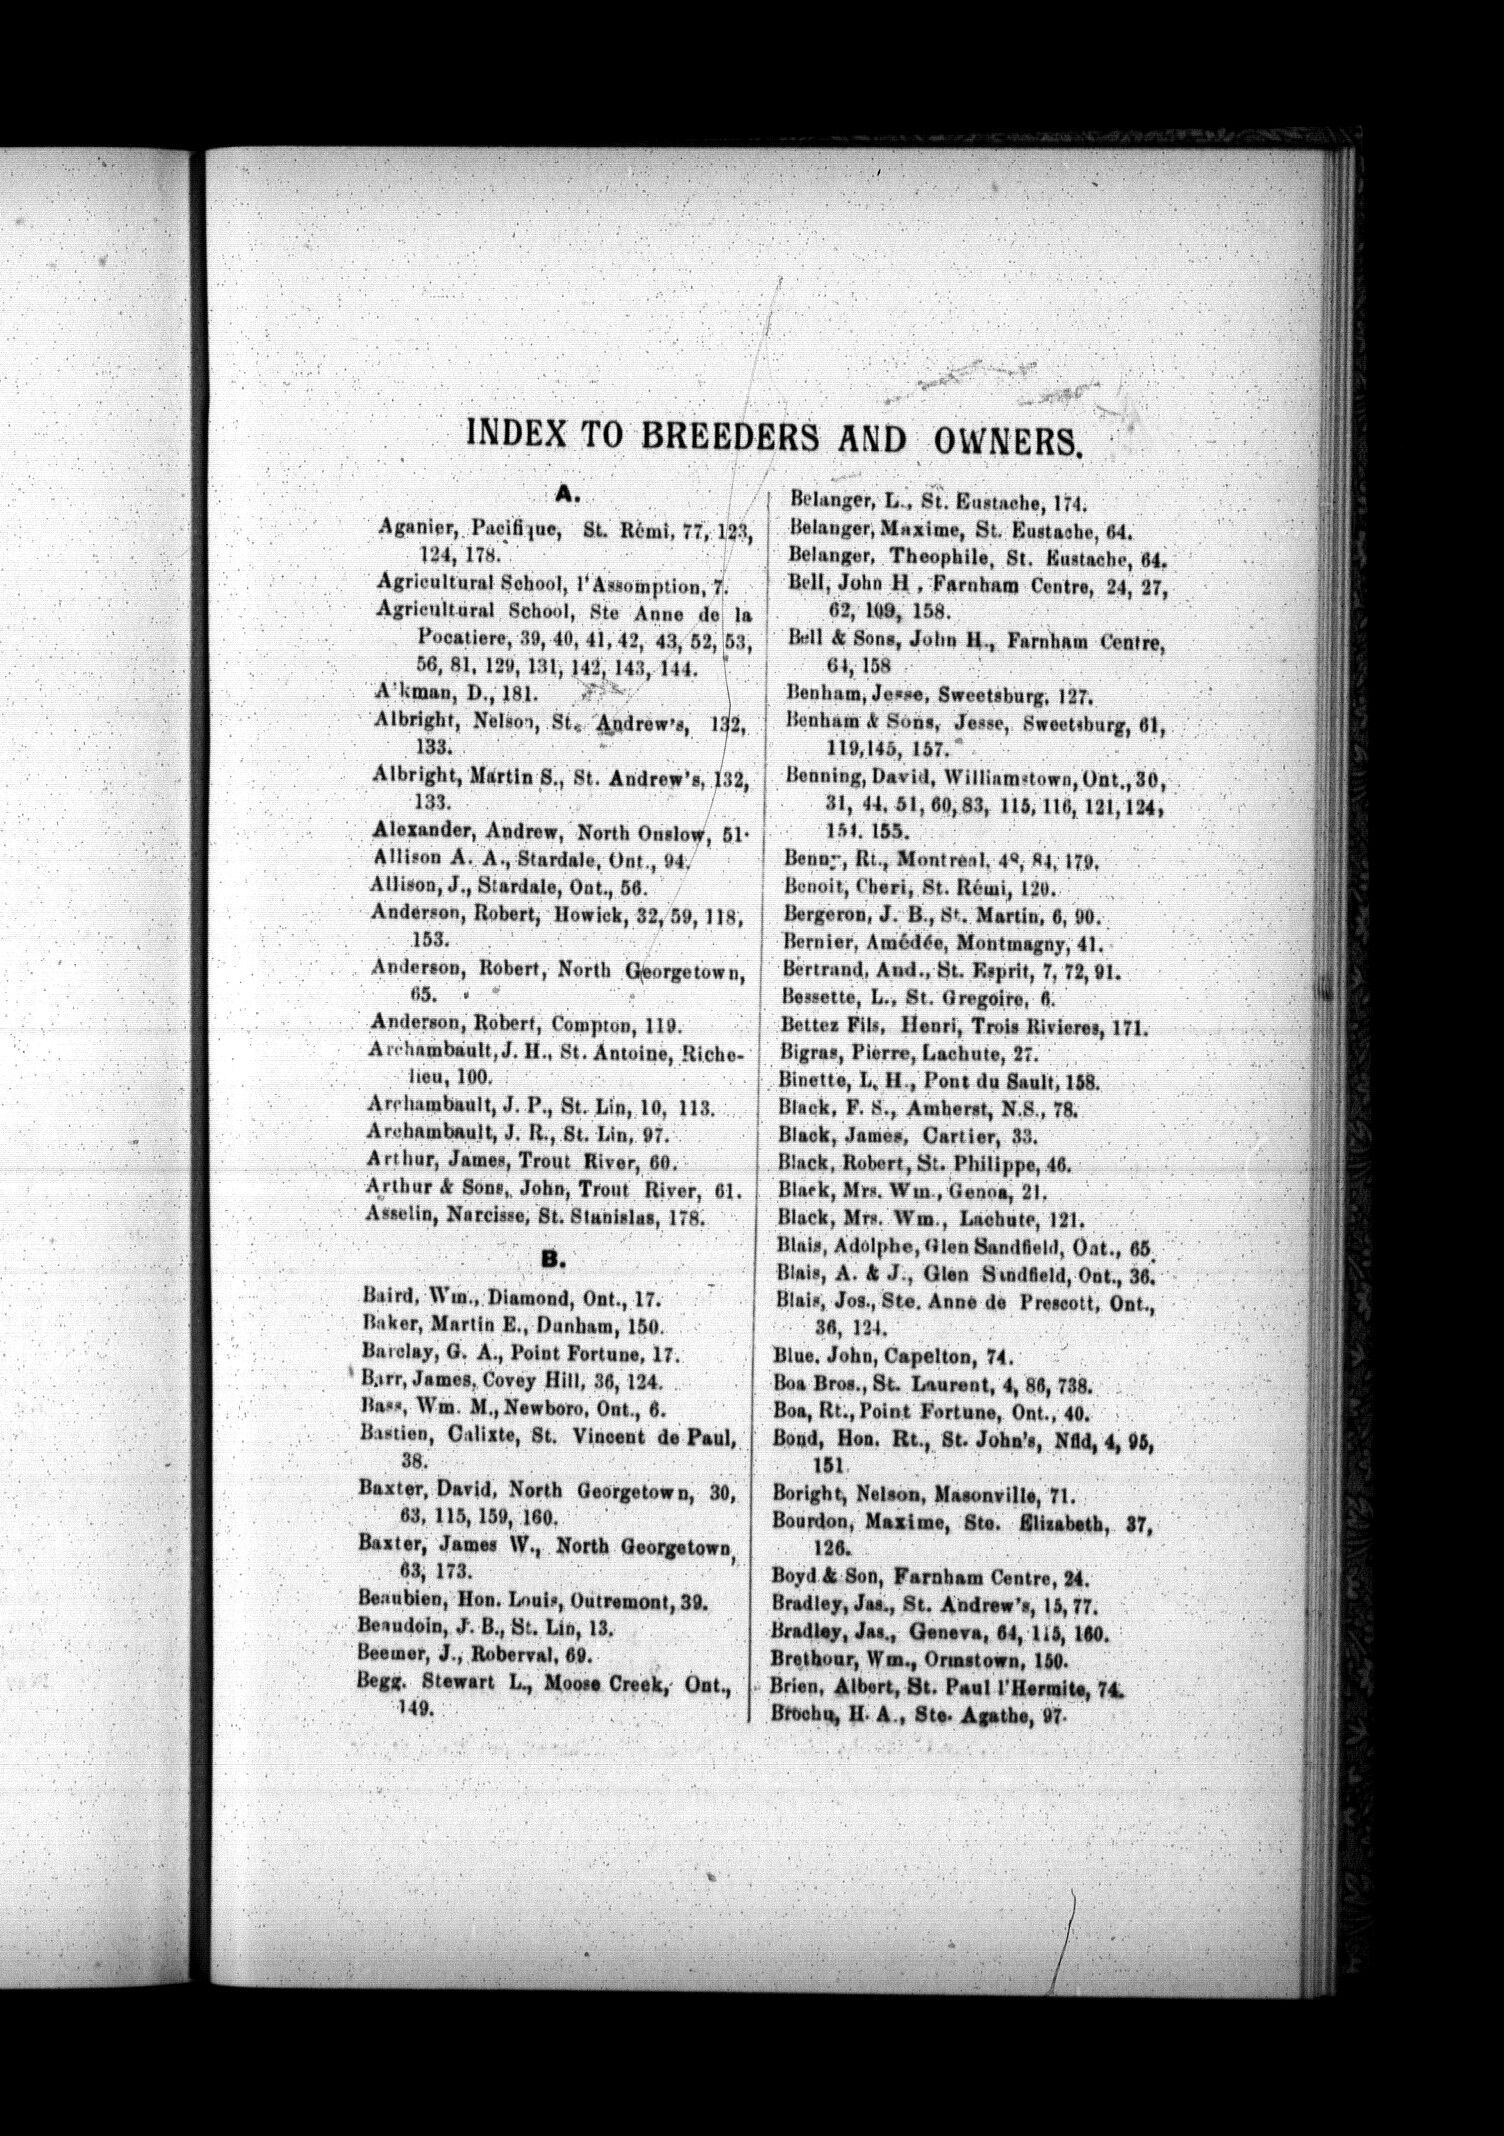 INDEX TO BREEDERS AND OWNERS.
A.
Aganier, Pacifique, St. Rémi, 77, 123,
124, 178.
Agricultural School, l'Assomption, 7.
Agricultural School, Ste Anne de la
Pocatiere, 39, 40, 41, 42, 43, 52, 53,
56, 81, 129, 131, 142, 143, 144.
A'kman, D., 181.
Albright, Nelson, St. Andrew's, 132,
133.
Albright, Martin S., St. Andrew's, 132,
133.
Alexander, Andrew, North Onslow, 51.
Allison A. A., Stardale, Ont., 94.
Allison, J., Stardale, Ont., 56.
Anderson, Robert, Howick, 32, 59, 118,
153.
Anderson, Robert, North Georgetown,
65.
Anderson, Robert, Compton, 119.
Archambault, J. H., St. Antoine, Riche-
lieu, 100.
Archambault, J. P., St. Lin, 10, 113.
Archambault, J. R., St. Lin, 97.
Arthur, James, Trout River, 60.
Arthur & Sons, John, Trout River, 61.
Asselin, Narcisse, St. Stanislas, 178.
B.
Baird, Wm., Diamond, Ont., 17.
Baker, Martin E., Dunham, 150.
Barclay, G. A., Point Fortune, 17.
Barr, James, Covey Hill, 36, 124.
Bass, Wm. M., Newboro, Ont., 6.
Bastien, Calixte, St. Vincent de Paul,
38.
Baxter, David, North Georgetown, 30,
63, 115, 159, 160.
Baxter, James W., North Georgetown,
63, 173.
Beaubien, Hon. Louis, Outremont, 39.
Beaudoin, J. B., St. Lin, 13.
Beemer, J., Roberval, 69.
Begg. Stewart L., Moose Creek, Ont.,
149.
Belanger, L., St. Eustache, 174.
Belanger, Maxime, St. Eustache, 64.
Belanger, Theophile, St. Eustache, 64.
Bell, John H., Farnham Centre, 24, 27,
62, 109, 158.
Bell & Sons, John H., Farnham Centre,
64, 158
Benham, Jesse, Sweetsburg, 127.
Benham & Sons, Jesse, Sweetsburg, 61,
119, 145, 157.
Benning, David, Williamstown, Ont., 30,
31, 44, 51, 60, 83, 115, 116, 121, 124,
151. 155.
Benny, Rt., Montreal, 84, 179.
Benoit, Cheri, St. Rémi, 120.
Bergeron, J. B., St. Martin, 6, 90.
Bernier, Amédée, Montmagny, 41.
Bertrand, And., St. Esprit, 7, 72, 91.
Bessette, L., St. Gregoire, 6.
Bettez Fils, Henri, Trois Rivieres, 171.
Bigras, Pierre, Lachute, 27.
Binette, L. H., Pont du Sault, 158.
Black, F. S., Amherst, N.S., 78.
Black, James, Cartier, 33.
Black, Robert, St. Philippe, 46.
Black, Mrs. Wm., Genoa, 21.
Black, Mrs. Wm., Lachute, 121.
Blais, Adolphe, Glen Sandfield, Ont., 65.
Blais, A. & J., Glen Sandfield, Ont., 36.
Blais, Jos., Ste. Anne de Prescott, Ont.,
36, 124.
Blue, John, Capelton, 74.
Boa Bros., St. Laurent, 4, 86, 738.
Boa, Rt., Point Fortune, Ont., 40.
Bond, Hon. Rt., St. John's, Nfld, 4, 95,
151.
Boright, Nelson, Masonville, 71.
Bourdon, Maxime, Ste. Elizabeth, 37,
126.
Boyd & Son, Farnham Centre, 24.
Bradley, Jas., St. Andrew's, 15, 77.
Bradley, Jas., Geneva, 64, 115, 160.
Brethour, Wm., Ormstown, 150.
Brien, Albert, St. Paul l'Hermite, 74.
Brochu, H. A., Ste. Agathe, 97.